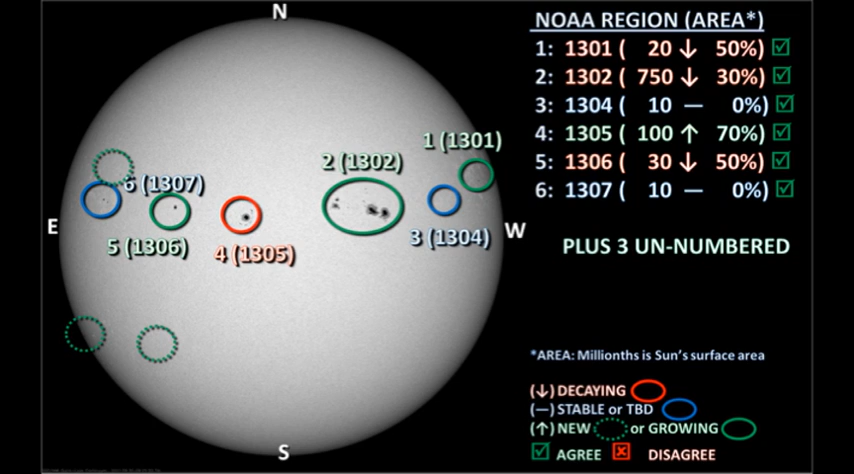 N
NOAA REGION (AREA*)
1: 1301 ( 20 ↓ 50%) ☑
2: 1302 ( 750 ↓ 30%) ☑
3: 1304 ( 10 — 0%) ☑
4: 1305 ( 100 ↑ 70%) ☑
5: 1306 ( 30 ↓ 50%) ☑
6: 1307 ( 10 — 0%) ☑
PLUS 3 UN-NUMBERED
1 (1301)
2 (1302)
6 (1307)
E
W
3 (1304)
5 (1306)
4 (1305)
S
*AREA: Millionths is Sun's surface area
(↓) DECAYING
(—) STABLE or TBD
(↑) NEW or GROWING
☑ AGREE ☒ DISAGREE